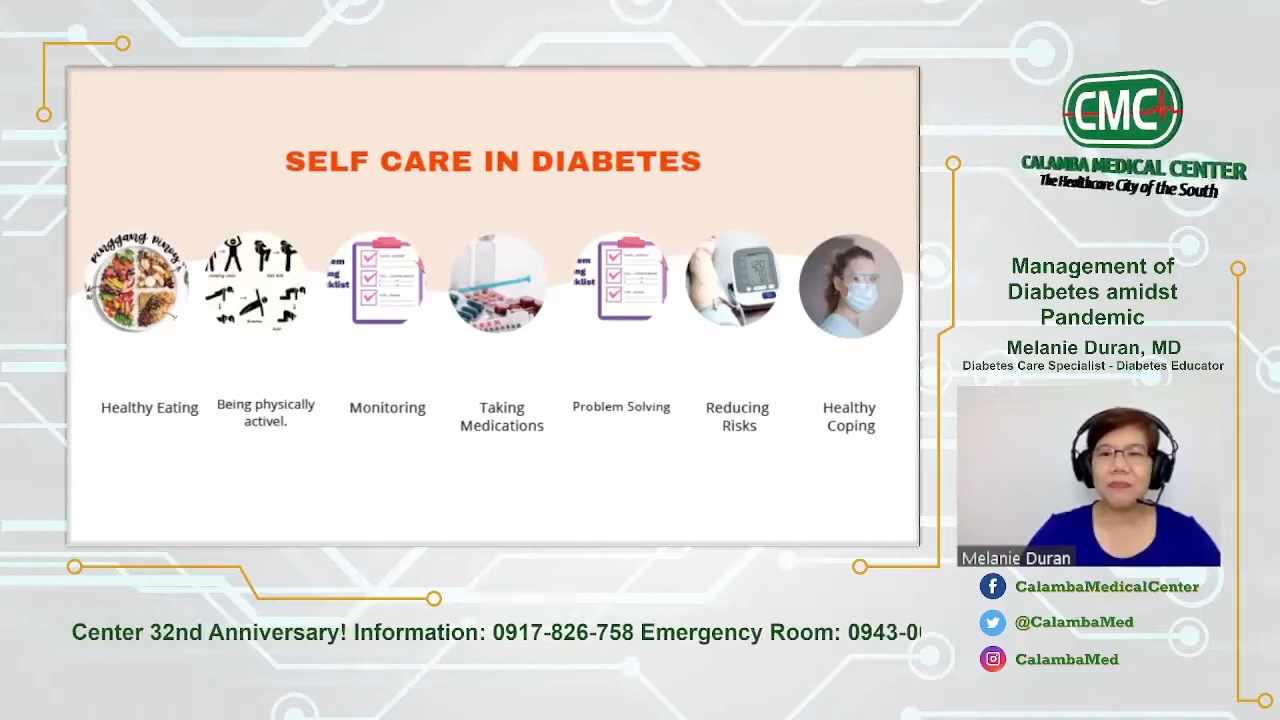 SELF CARE IN DIABETES
Pinggang Pinoy
Healthy Eating
Being physically
activel.
Monitoring
Taking
Medications
Problem Solving
Reducing
Risks
Healthy
Coping
CMC
CALAMBA MEDICAL CENTER
The Healthcare City of the South
Management of
Diabetes amidst
Pandemic
Melanie Duran, MD
Diabetes Care Specialist - Diabetes Educator
Melanie Duran
CalambaMedicalCenter
@CalambaMed
CalambaMed
Center 32nd Anniversary! Information: 0917-826-758 Emergency Room: 0943-0